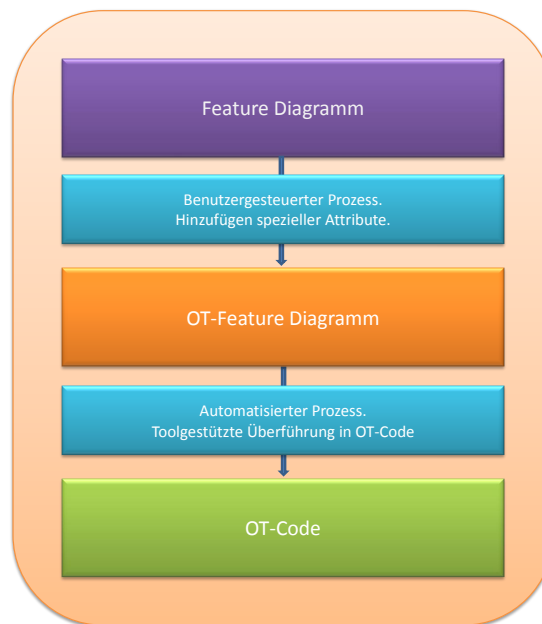 Feature Diagramm
Benutzergesteuerter Prozess.
Hinzufügen spezieller Attribute.
OT-Feature Diagramm
Automatisierter Prozess.
Toolgestützte Überführung in OT-Code
OT-Code